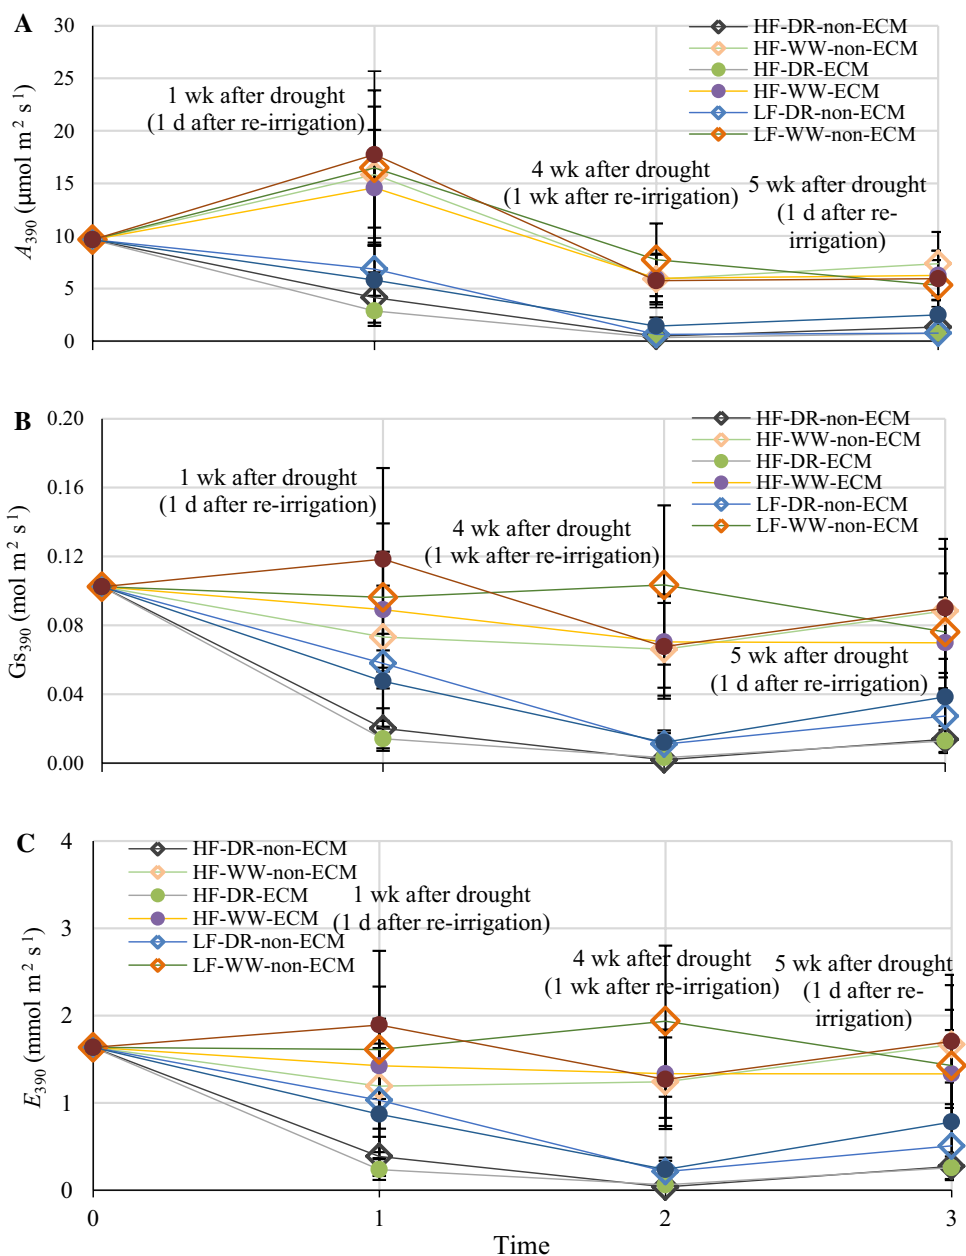 A
A₃₉₀ (µmol m⁻² s⁻¹)
30
25
20
15
10
5
0
1 wk after drought
(1 d after re-irrigation)
4 wk after drought
(1 wk after re-irrigation)
5 wk after drought
(1 d after re-
irrigation)
HF-DR-non-ECM
HF-WW-non-ECM
HF-DR-ECM
HF-WW-ECM
LF-DR-non-ECM
LF-WW-non-ECM
B
Gs₃₉₀ (mol m⁻² s⁻¹)
0.20
0.16
0.12
0.08
0.04
0.00
1 wk after drought
(1 d after re-irrigation)
4 wk after drought
(1 wk after re-irrigation)
5 wk after drought
(1 d after re-irrigation)
HF-DR-non-ECM
HF-WW-non-ECM
HF-DR-ECM
HF-WW-ECM
LF-DR-non-ECM
LF-WW-non-ECM
C
E₃₉₀ (mmol m⁻² s⁻¹)
4
3
2
1
0
HF-DR-non-ECM
HF-WW-non-ECM
HF-DR-ECM
HF-WW-ECM
LF-DR-non-ECM
LF-WW-non-ECM
1 wk after drought
(1 d after re-irrigation)
4 wk after drought
(1 wk after re-irrigation)
5 wk after drought
(1 d after re-
irrigation)
0 1 2 3
Time